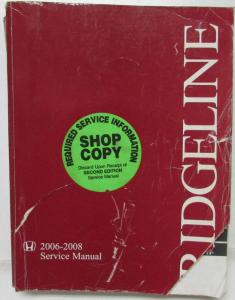 REQUIRED SERVICE INFORMATION
SHOP
COPY
Discard Upon Receipt of
SECOND EDITION
Service Manual
RIDGELINE
2006-2008
Service Manual